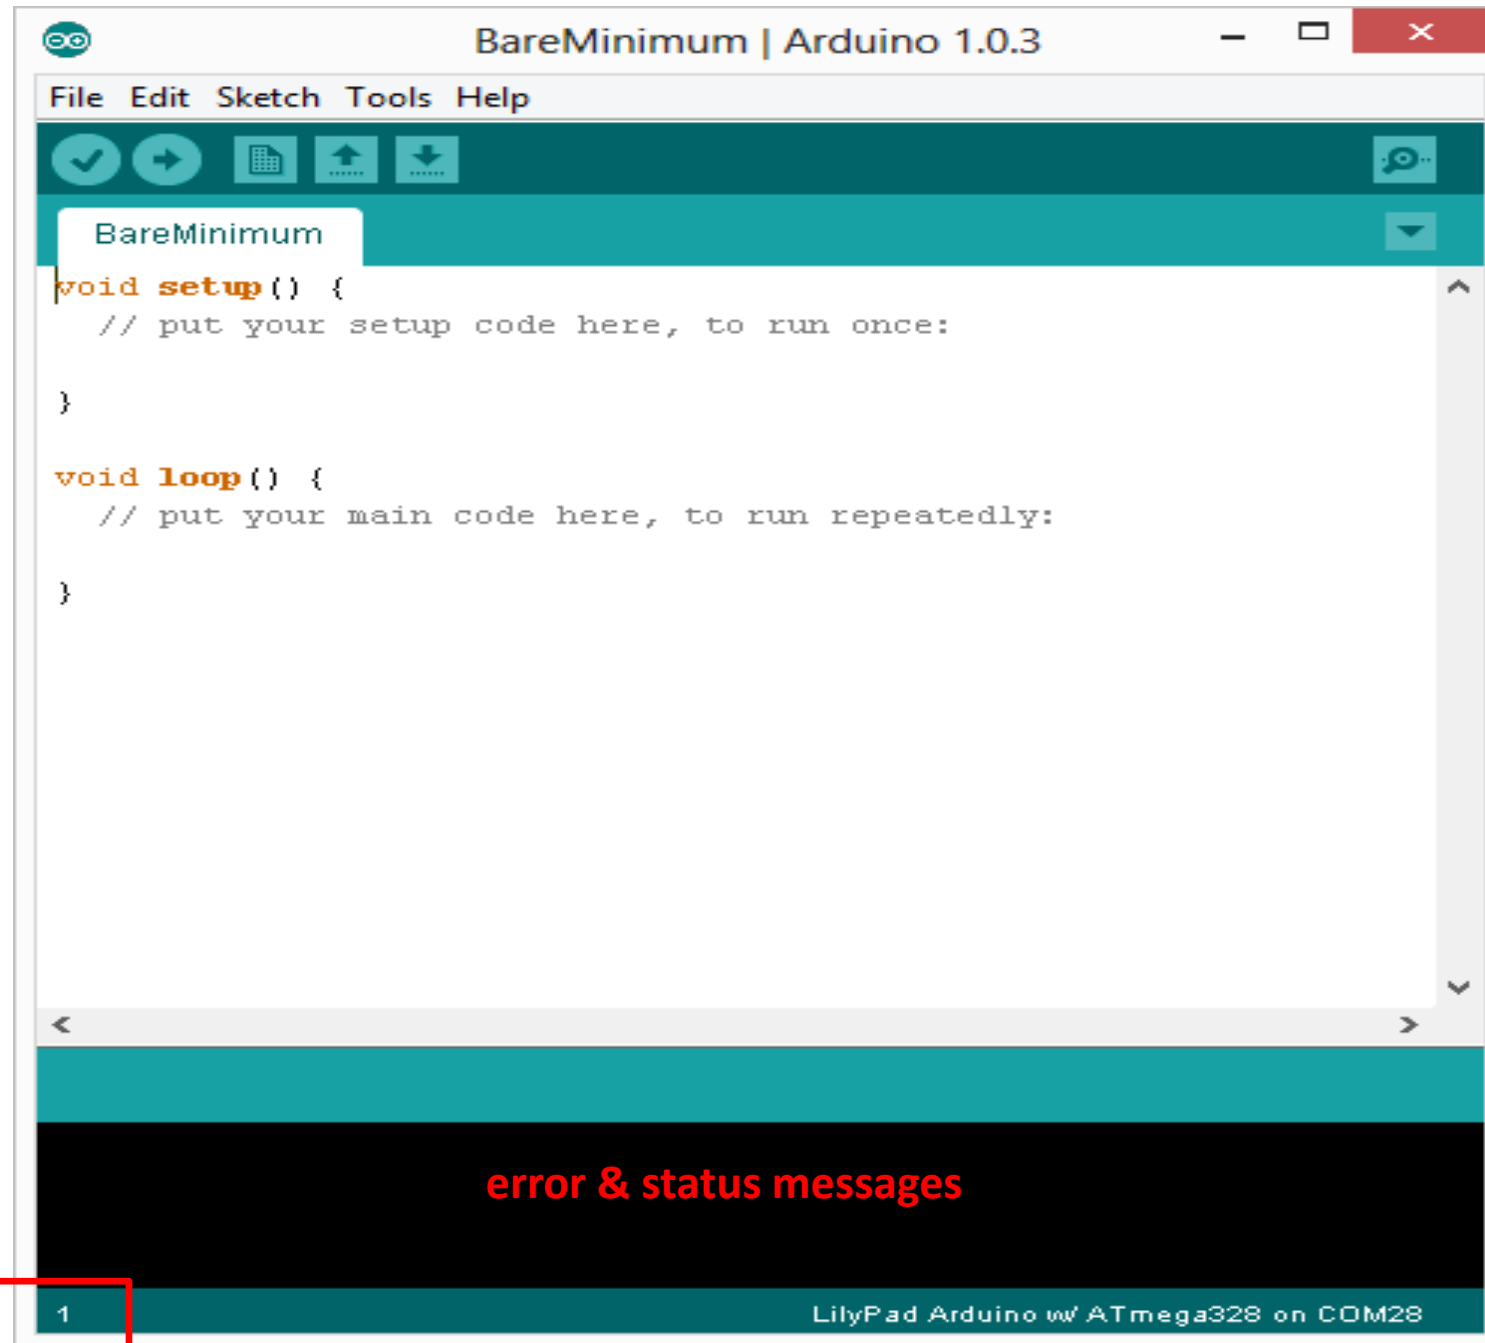 BareMinimum | Arduino 1.0.3
File Edit Sketch Tools Help
BareMinimum
void setup() {
// put your setup code here, to run once:
}
void loop() {
// put your main code here, to run repeatedly:
}
error & status messages
1
LilyPad Arduino w/ ATmega328 on COM28